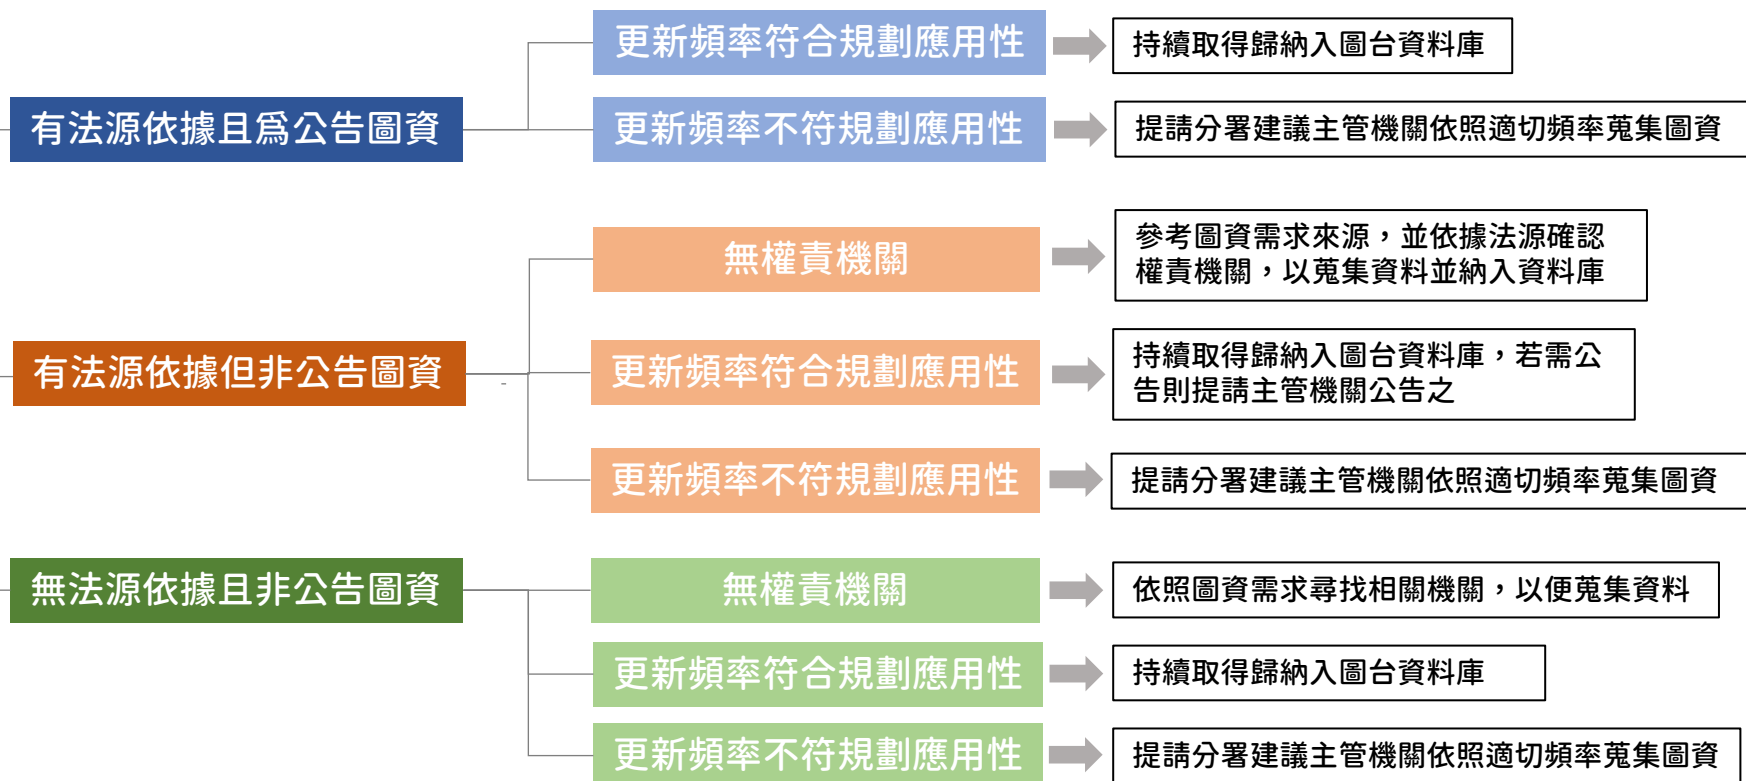 有法源依據且為公告圖資
更新頻率符合規劃應用性
持續取得歸納入圖台資料庫
更新頻率不符規劃應用性
提請分署建議主管機關依照適切頻率蒐集圖資
有法源依據但非公告圖資
無權責機關
參考圖資需求來源，並依據法源確認
權責機關，以蒐集資料並納入資料庫
更新頻率符合規劃應用性
持續取得歸納入圖台資料庫，若需公
告則提請主管機關公告之
更新頻率不符規劃應用性
提請分署建議主管機關依照適切頻率蒐集圖資
無法源依據且非公告圖資
無權責機關
依照圖資需求尋找相關機關，以便蒐集資料
更新頻率符合規劃應用性
持續取得歸納入圖台資料庫
更新頻率不符規劃應用性
提請分署建議主管機關依照適切頻率蒐集圖資